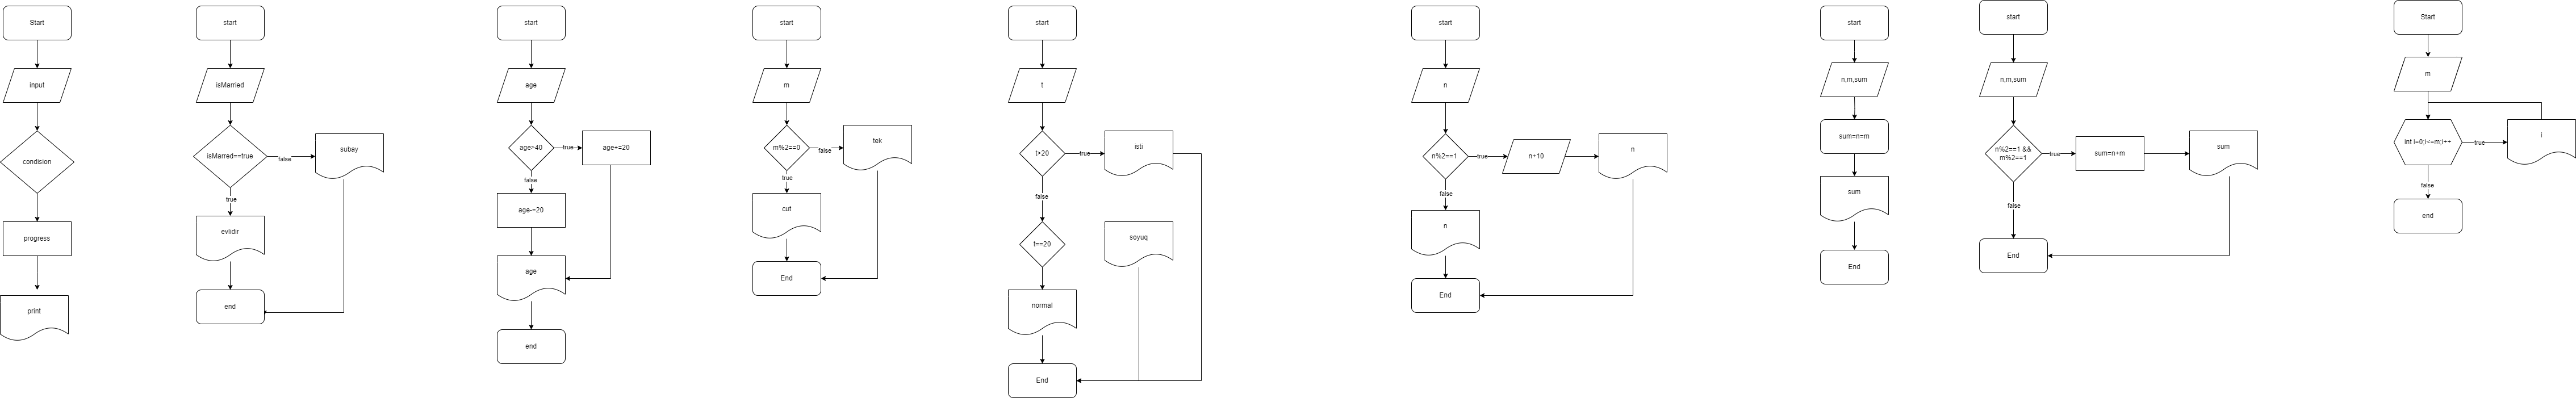 Start
input
condision
progress
print
start
isMarried
isMarred==true
false
subay
true
evlidir
end
start
age
age>40
true
age+=20
false
age-=20
age
end
start
m
m%2==0
false
tek
true
cut
End
start
t
t>20
true
isti
false
t==20
soyuq
normal
End
start
n
n%2==1
true
n+10
n
false
n
End
start
n,m,sum
sum=n=m
sum
End
start
n,m,sum
n%2==1 &&
m%2==1
true
sum=n+m
sum
false
End
Start
m
int i=0;i<=m;i++
true
i
false
end